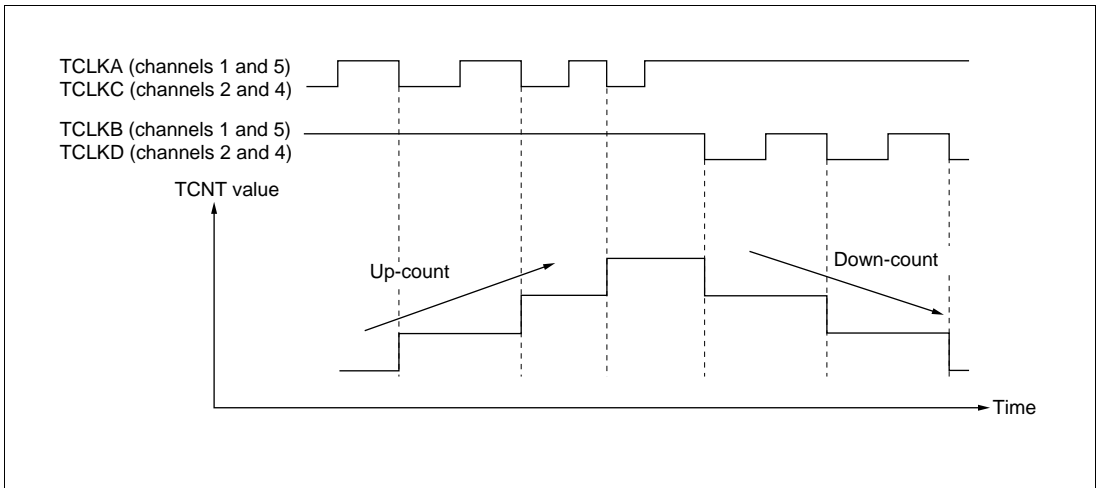 TCLKA (channels 1 and 5)
TCLKC (channels 2 and 4)
TCLKB (channels 1 and 5)
TCLKD (channels 2 and 4)
TCNT value
Up-count
Down-count
Time